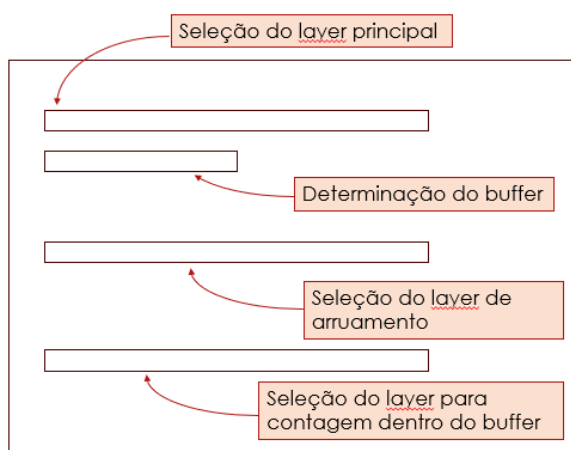 Seleção do layer principal
Determinação do buffer
Seleção do layer de
arruamento
Seleção do layer para
contagem dentro do buffer